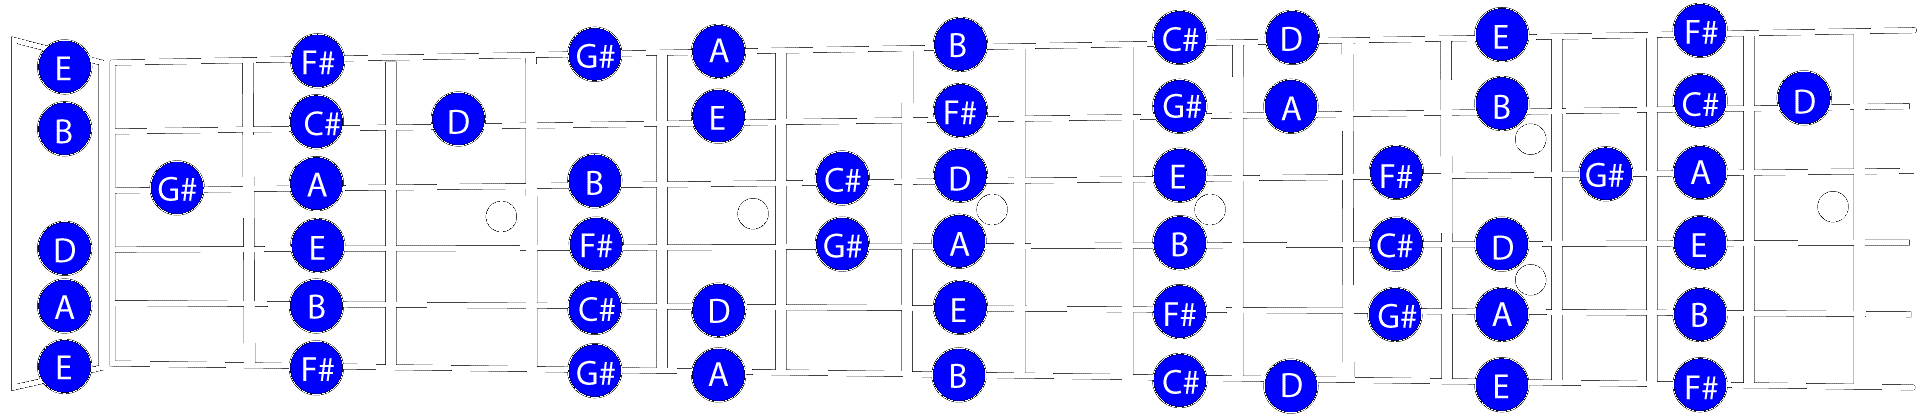 E F# G# A B C# D E F#
B C# D E F# G# A B C# D
G# A B C# D E F# G# A
D E F# G# A B C# D E
A B C# D E F# G# A B
E F# G# A B C# D E F#